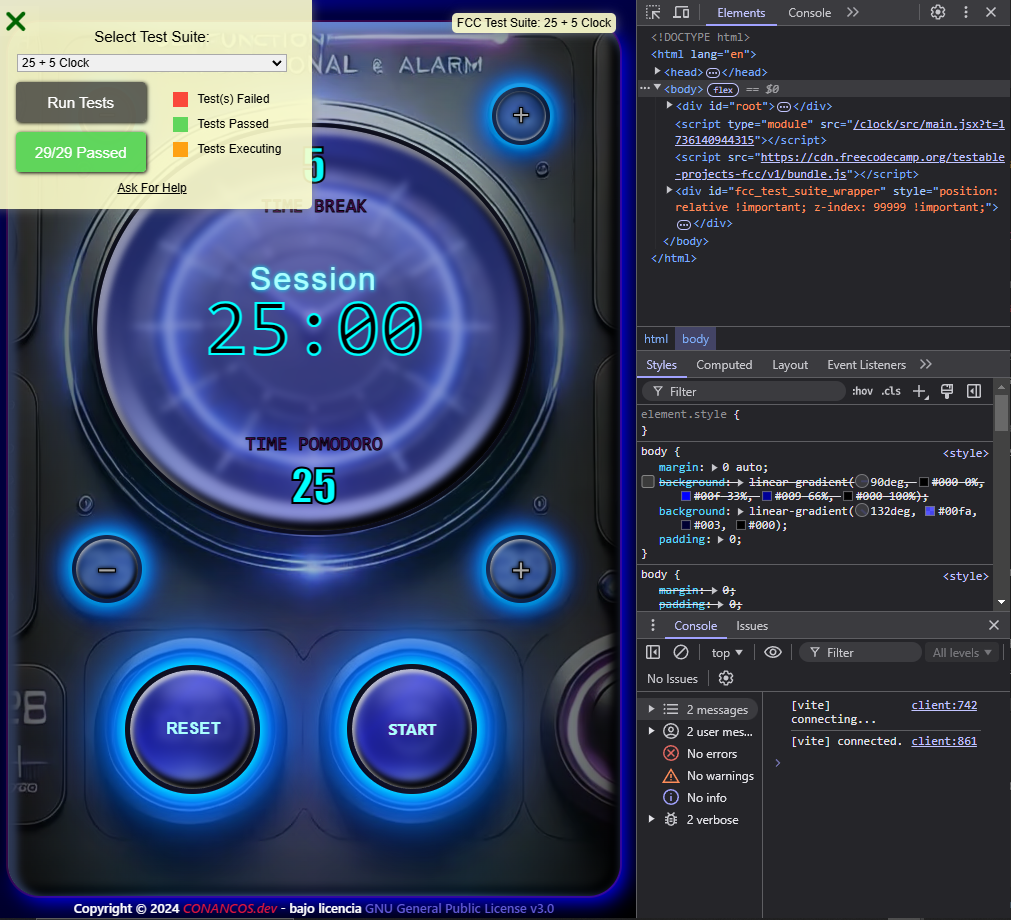 FUNCTION
NAL & ALARM
Select Test Suite:
25 + 5 Clock
Run Tests
29/29 Passed
Test(s) Failed
Tests Passed
Tests Executing
Ask For Help
FCC Test Suite: 25 + 5 Clock
+
5
TIME BREAK
Session
25:00
TIME POMODORO
25
−
+
RESET
START
28
Copyright © 2024 CONANCOS.dev - bajo licencia GNU General Public License v3.0
Elements
Console
<!DOCTYPE html>
<html lang="en">
<head> </head>
<body> flex == $0
<div id="root"> </div>
<script type="module" src="/clock/src/main.jsx?t=1
736140944315"></script>
<script src="https://cdn.freecodecamp.org/testable
-projects-fcc/v1/bundle.js"></script>
<div id="fcc_test_suite_wrapper" style="position:
relative !important; z-index: 99999 !important;">
</div>
</body>
</html>
html body
Styles Computed Layout Event Listeners
Filter :hov .cls
element.style {
}
body { <style>
margin: 0 auto;
background: linear-gradient( 90deg, #000 0%,
#00f 33%, #009 66%, #000 100%);
background: linear-gradient( 132deg, #00fa,
#003, #000);
padding: 0;
}
body { <style>
margin: 0;
padding: 0;
Console Issues
top Filter All levels
No Issues
2 messages
2 user mes...
No errors
No warnings
No info
2 verbose
[vite] client:742
connecting...
[vite] connected. client:861